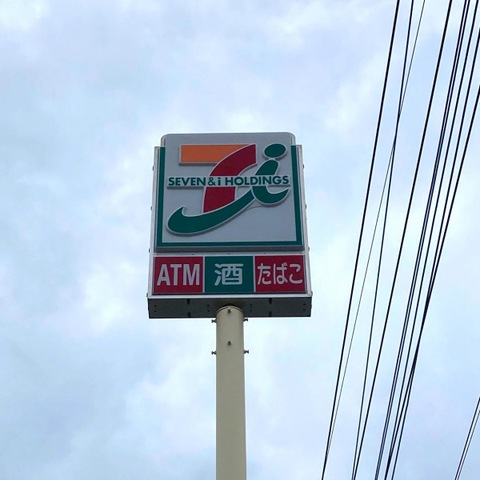 SEVEN & i HOLDINGS
ATM 酒 たばこ